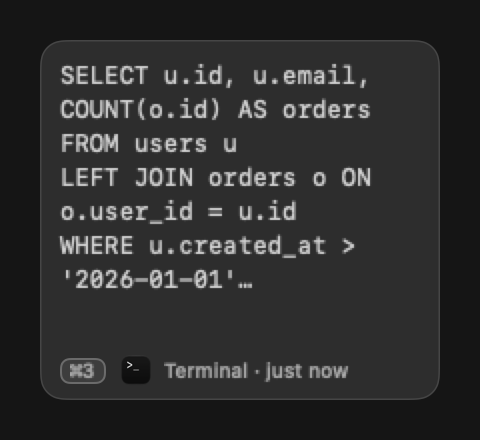 SELECT u.id, u.email,
COUNT(o.id) AS orders
FROM users u
LEFT JOIN orders o ON
o.user_id = u.id
WHERE u.created_at >
'2026-01-01'…
⌘3 >_ Terminal · just now